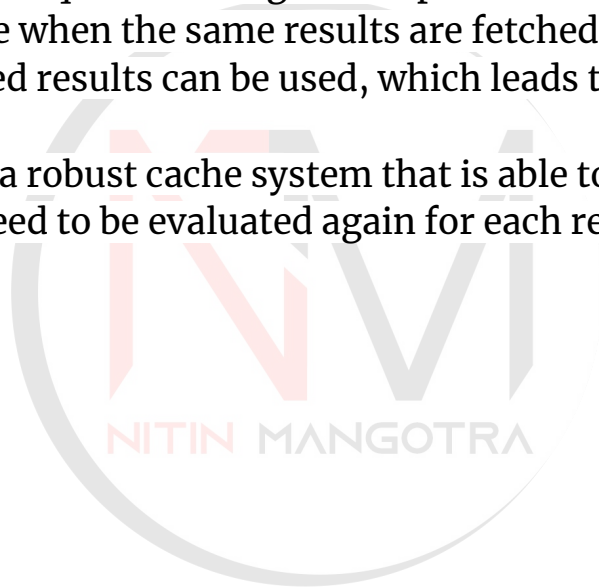 e when the same results are fetched
ed results can be used, which leads t
a robust cache system that is able to
eed to be evaluated again for each re
NITIN MANGOTRA